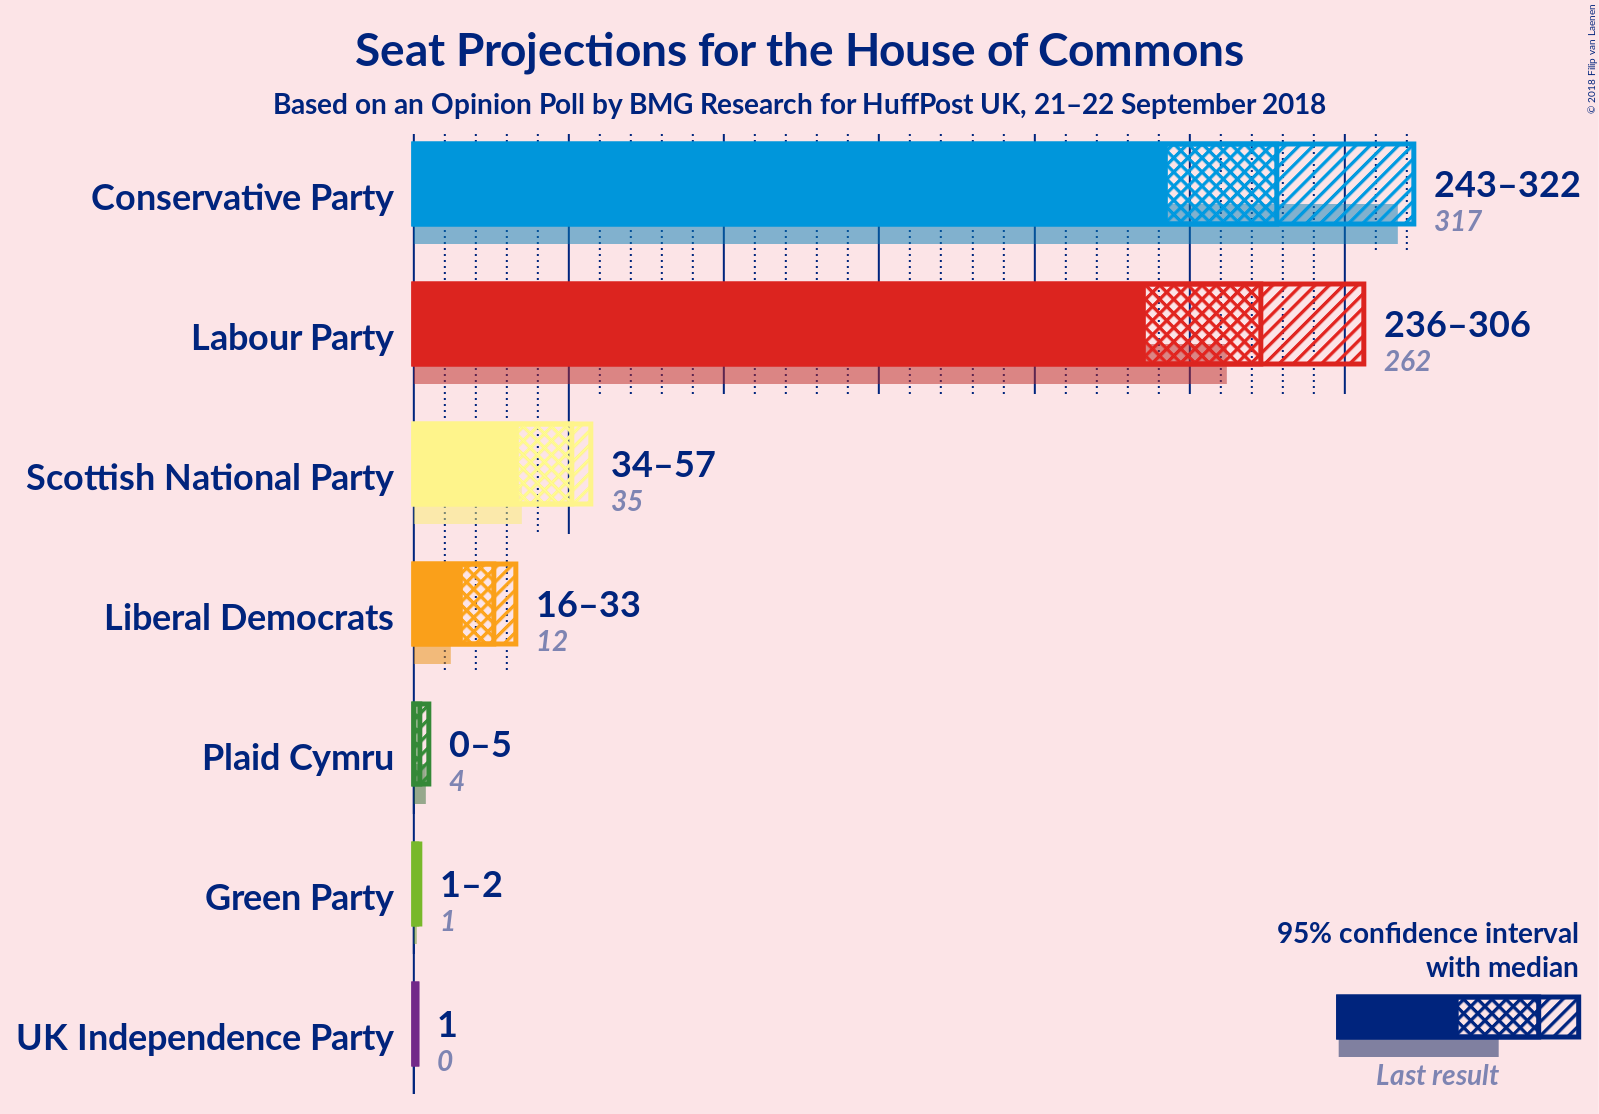 Seat Projections for the House of Commons
Based on an Opinion Poll by BMG Research for HuffPost UK, 21–22 September 2018
© 2018 Filip van Laenen
Conservative Party
243–322
317
Labour Party
236–306
262
Scottish National Party
34–57
35
Liberal Democrats
16–33
12
Plaid Cymru
0–5
4
Green Party
1–2
1
UK Independence Party
1
0
95% confidence interval
with median
Last result